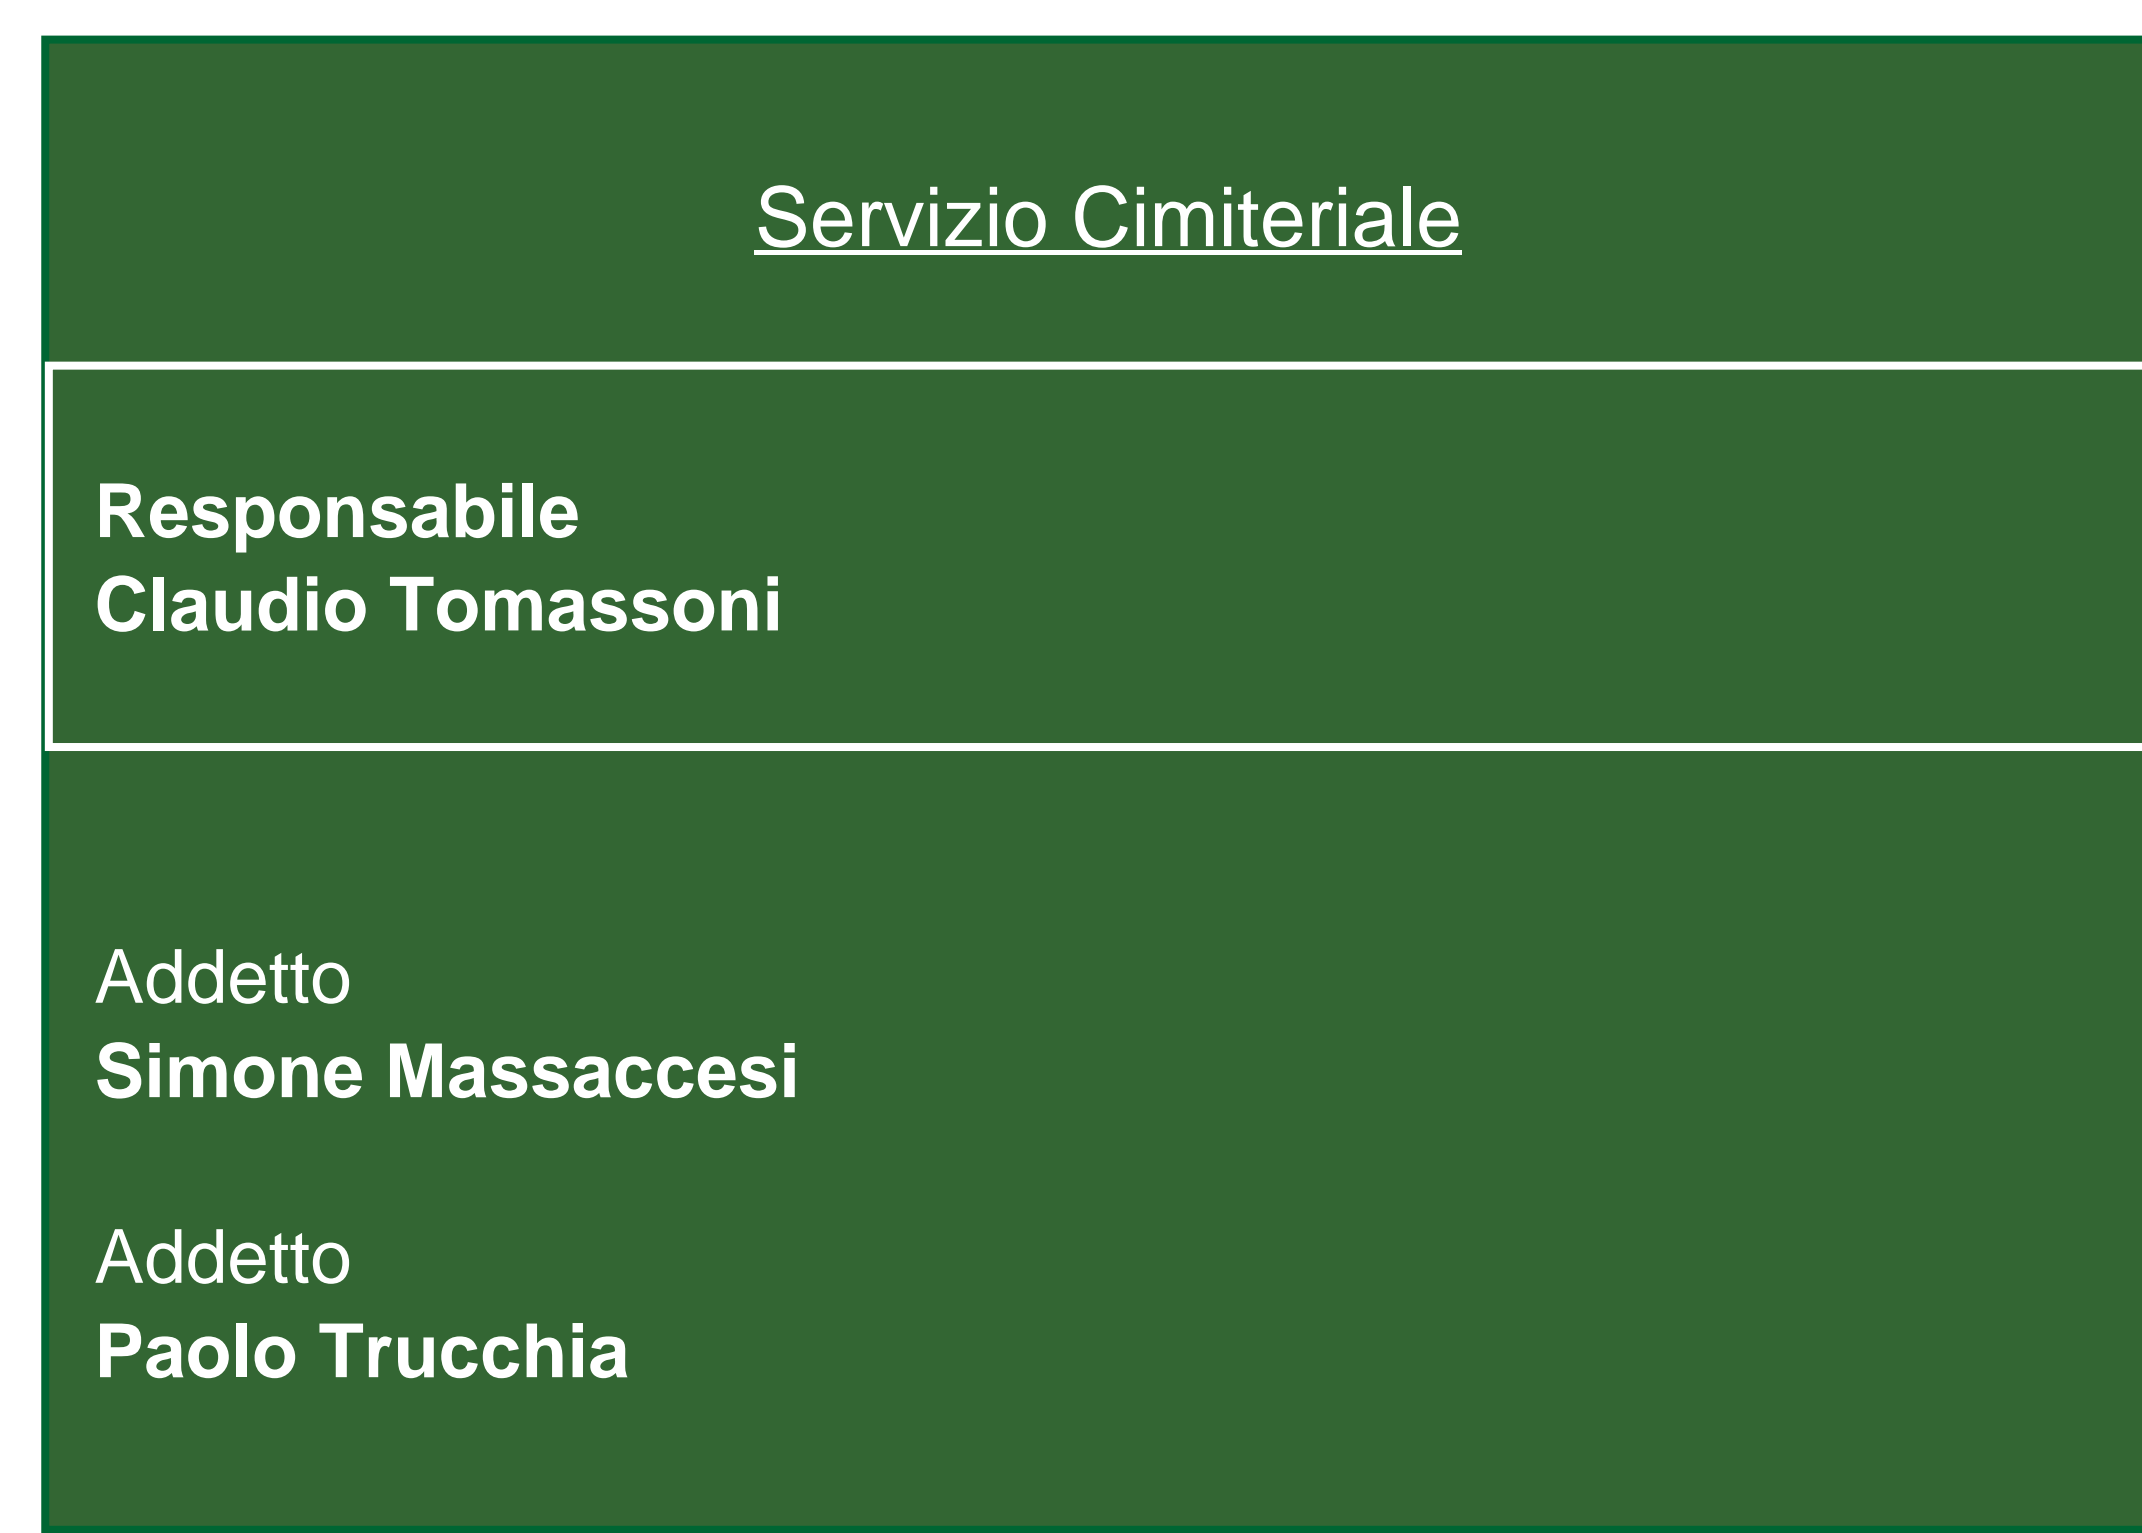 Servizio Cimiteriale
Responsabile
Claudio Tomassoni
Addetto
Simone Massaccesi
Addetto
Paolo Trucchia